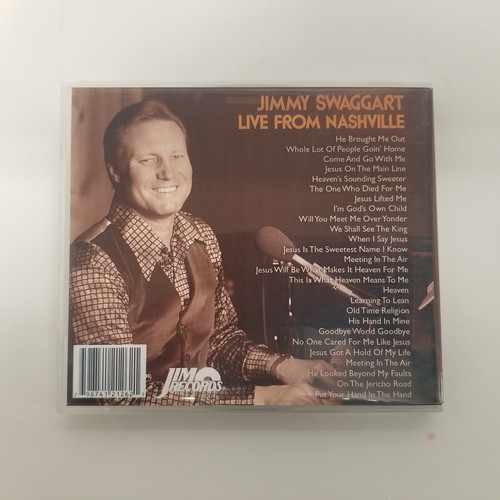 JIMMY SWAGGART
LIVE FROM NASHVILLE
He Brought Me Out
Whole Lot Of People Goin' Home
Come And Go With Me
Jesus On The Main Line
Heaven's Sounding Sweeter
The One Who Died For Me
Jesus Lifted Me
I'm God's Own Child
Will You Meet Me Over Yonder
We Shall See The King
When I Say Jesus
Jesus Is The Sweetest Name I Know
Meeting In The Air
Jesus Will Be What Makes It Heaven For Me
This Is What Heaven Means To Me
Heaven
Learning To Lean
Old Time Religion
His Hand In Mine
Goodbye World Goodbye
No One Cared For Me Like Jesus
Jesus Got A Hold Of My Life
Meeting In The Air
He Looked Beyond My Faults
On The Jericho Road
Put Your Hand In The Hand
JIM
RECORDS